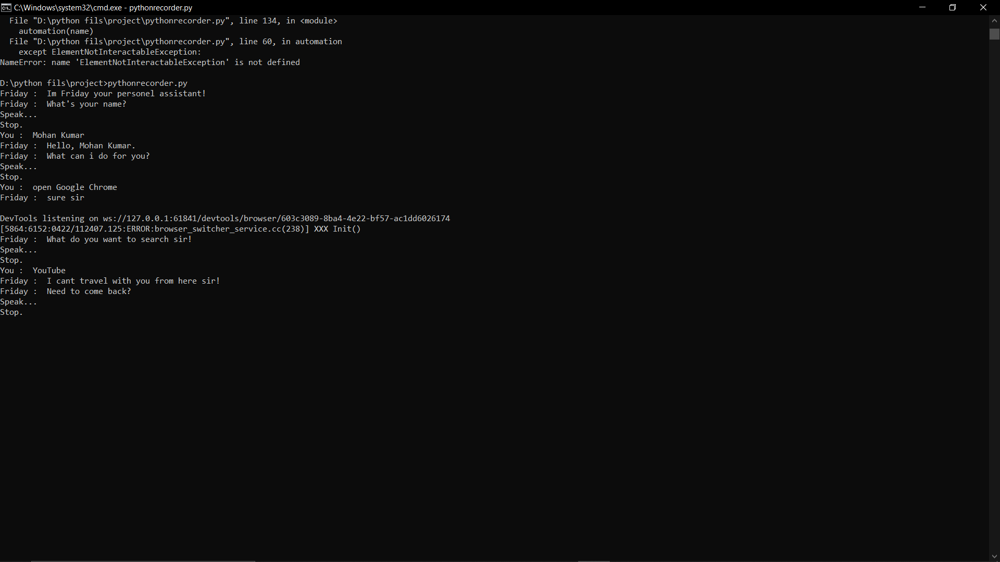 C:\Windows\system32\cmd.exe - pythonrecorder.py
File "D:\python fils\project\pythonrecorder.py", line 134, in <module>
automation(name)
File "D:\python fils\project\pythonrecorder.py", line 60, in automation
except ElementNotInteractableException:
NameError: name 'ElementNotInteractableException' is not defined
D:\python fils\project>pythonrecorder.py
Friday :  Im Friday your personel assistant!
Friday :  What's your name?
Speak...
Stop.
You :  Mohan Kumar
Friday :  Hello, Mohan Kumar.
Friday :  What can i do for you?
Speak...
Stop.
You :  open Google Chrome
Friday :  sure sir
DevTools listening on ws://127.0.0.1:61841/devtools/browser/603c3089-8ba4-4e22-bf57-ac1dd6026174
[5864:6152:0422/112407.125:ERROR:browser_switcher_service.cc(238)] XXX Init()
Friday :  What do you want to search sir!
Speak...
Stop.
You :  YouTube
Friday :  I cant travel with you from here sir!
Friday :  Need to come back?
Speak...
Stop.